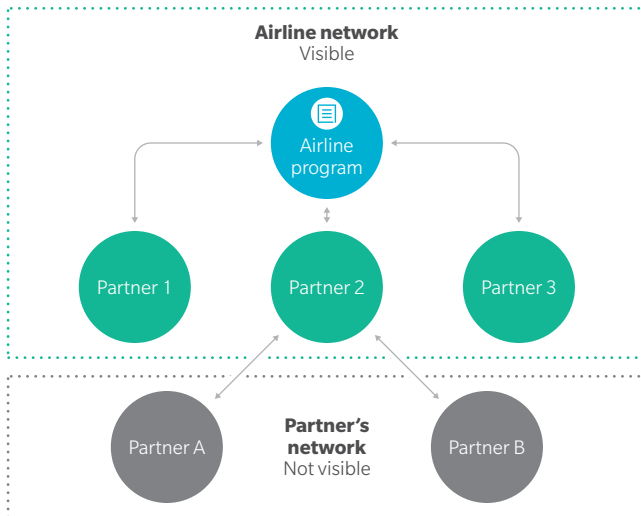 Airline network
Visible
Airline
program
Partner 1
Partner 2
Partner 3
Partner A
Partner's
network
Not visible
Partner B